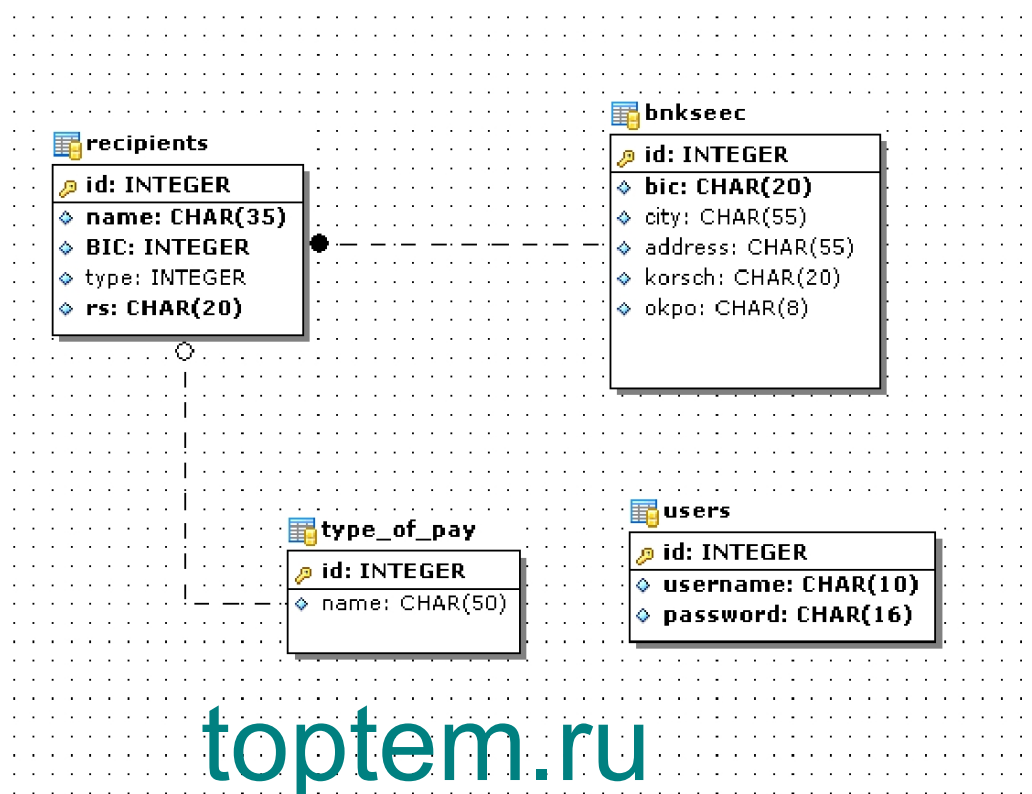 recipients
id: INTEGER
name: CHAR(35)
BIC: INTEGER
type: INTEGER
rs: CHAR(20)
bnkseec
id: INTEGER
bic: CHAR(20)
city: CHAR(55)
address: CHAR(55)
korsch: CHAR(20)
okpo: CHAR(8)
type_of_pay
id: INTEGER
name: CHAR(50)
users
id: INTEGER
username: CHAR(10)
password: CHAR(16)
toptem.ru